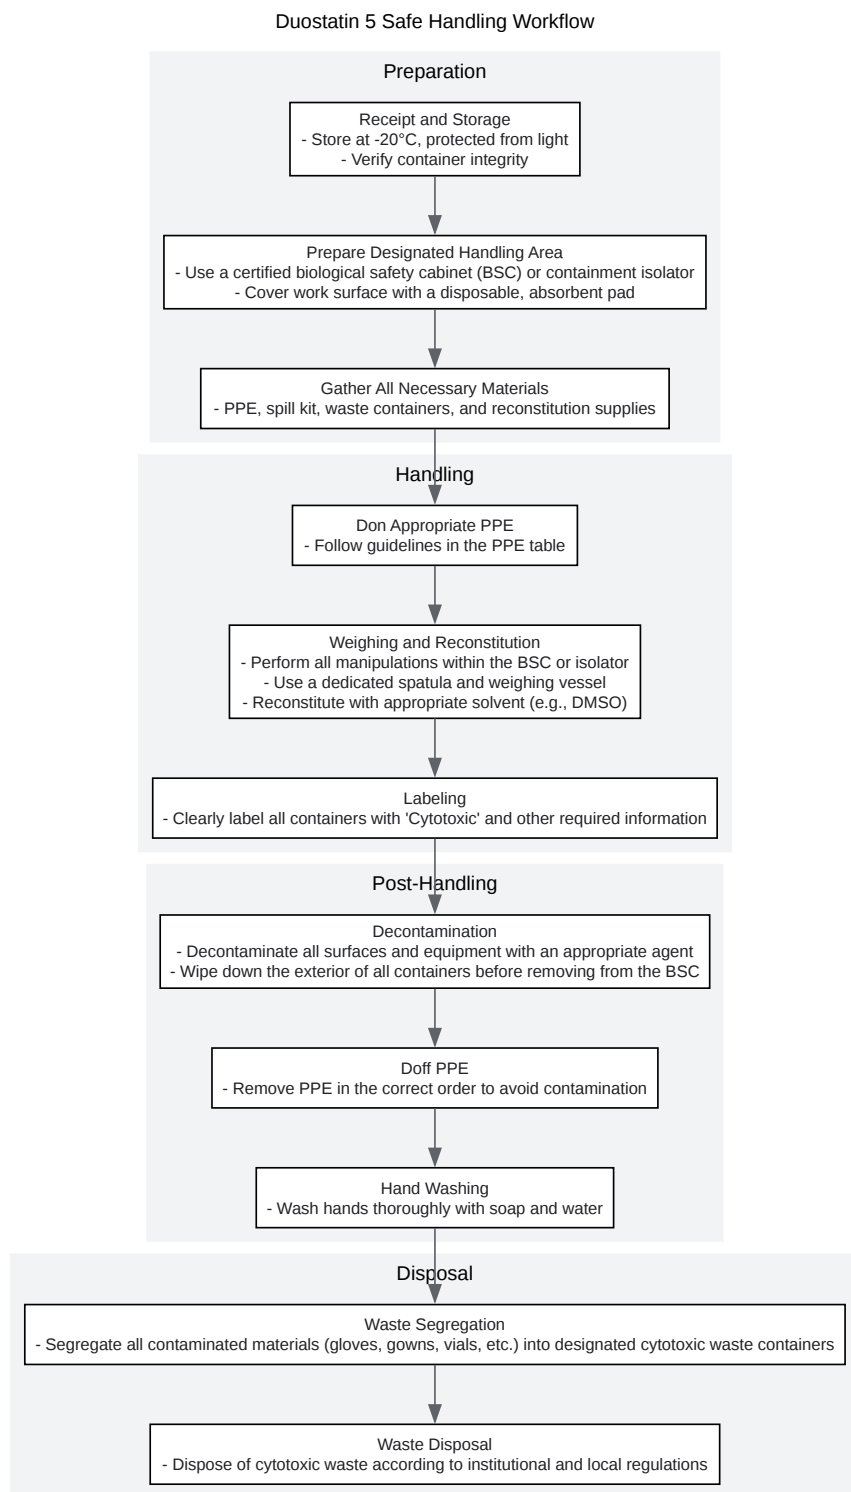 Duostatin 5 Safe Handling Workflow
Preparation
Receipt and Storage
- Store at -20°C, protected from light
- Verify container integrity
Prepare Designated Handling Area
- Use a certified biological safety cabinet (BSC) or containment isolator
- Cover work surface with a disposable, absorbent pad
Gather All Necessary Materials
- PPE, spill kit, waste containers, and reconstitution supplies
Handling
Don Appropriate PPE
- Follow guidelines in the PPE table
Weighing and Reconstitution
- Perform all manipulations within the BSC or isolator
- Use a dedicated spatula and weighing vessel
- Reconstitute with appropriate solvent (e.g., DMSO)
Labeling
- Clearly label all containers with 'Cytotoxic' and other required information
Post-Handling
Decontamination
- Decontaminate all surfaces and equipment with an appropriate agent
- Wipe down the exterior of all containers before removing from the BSC
Doff PPE
- Remove PPE in the correct order to avoid contamination
Hand Washing
- Wash hands thoroughly with soap and water
Disposal
Waste Segregation
- Segregate all contaminated materials (gloves, gowns, vials, etc.) into designated cytotoxic waste containers
Waste Disposal
- Dispose of cytotoxic waste according to institutional and local regulations